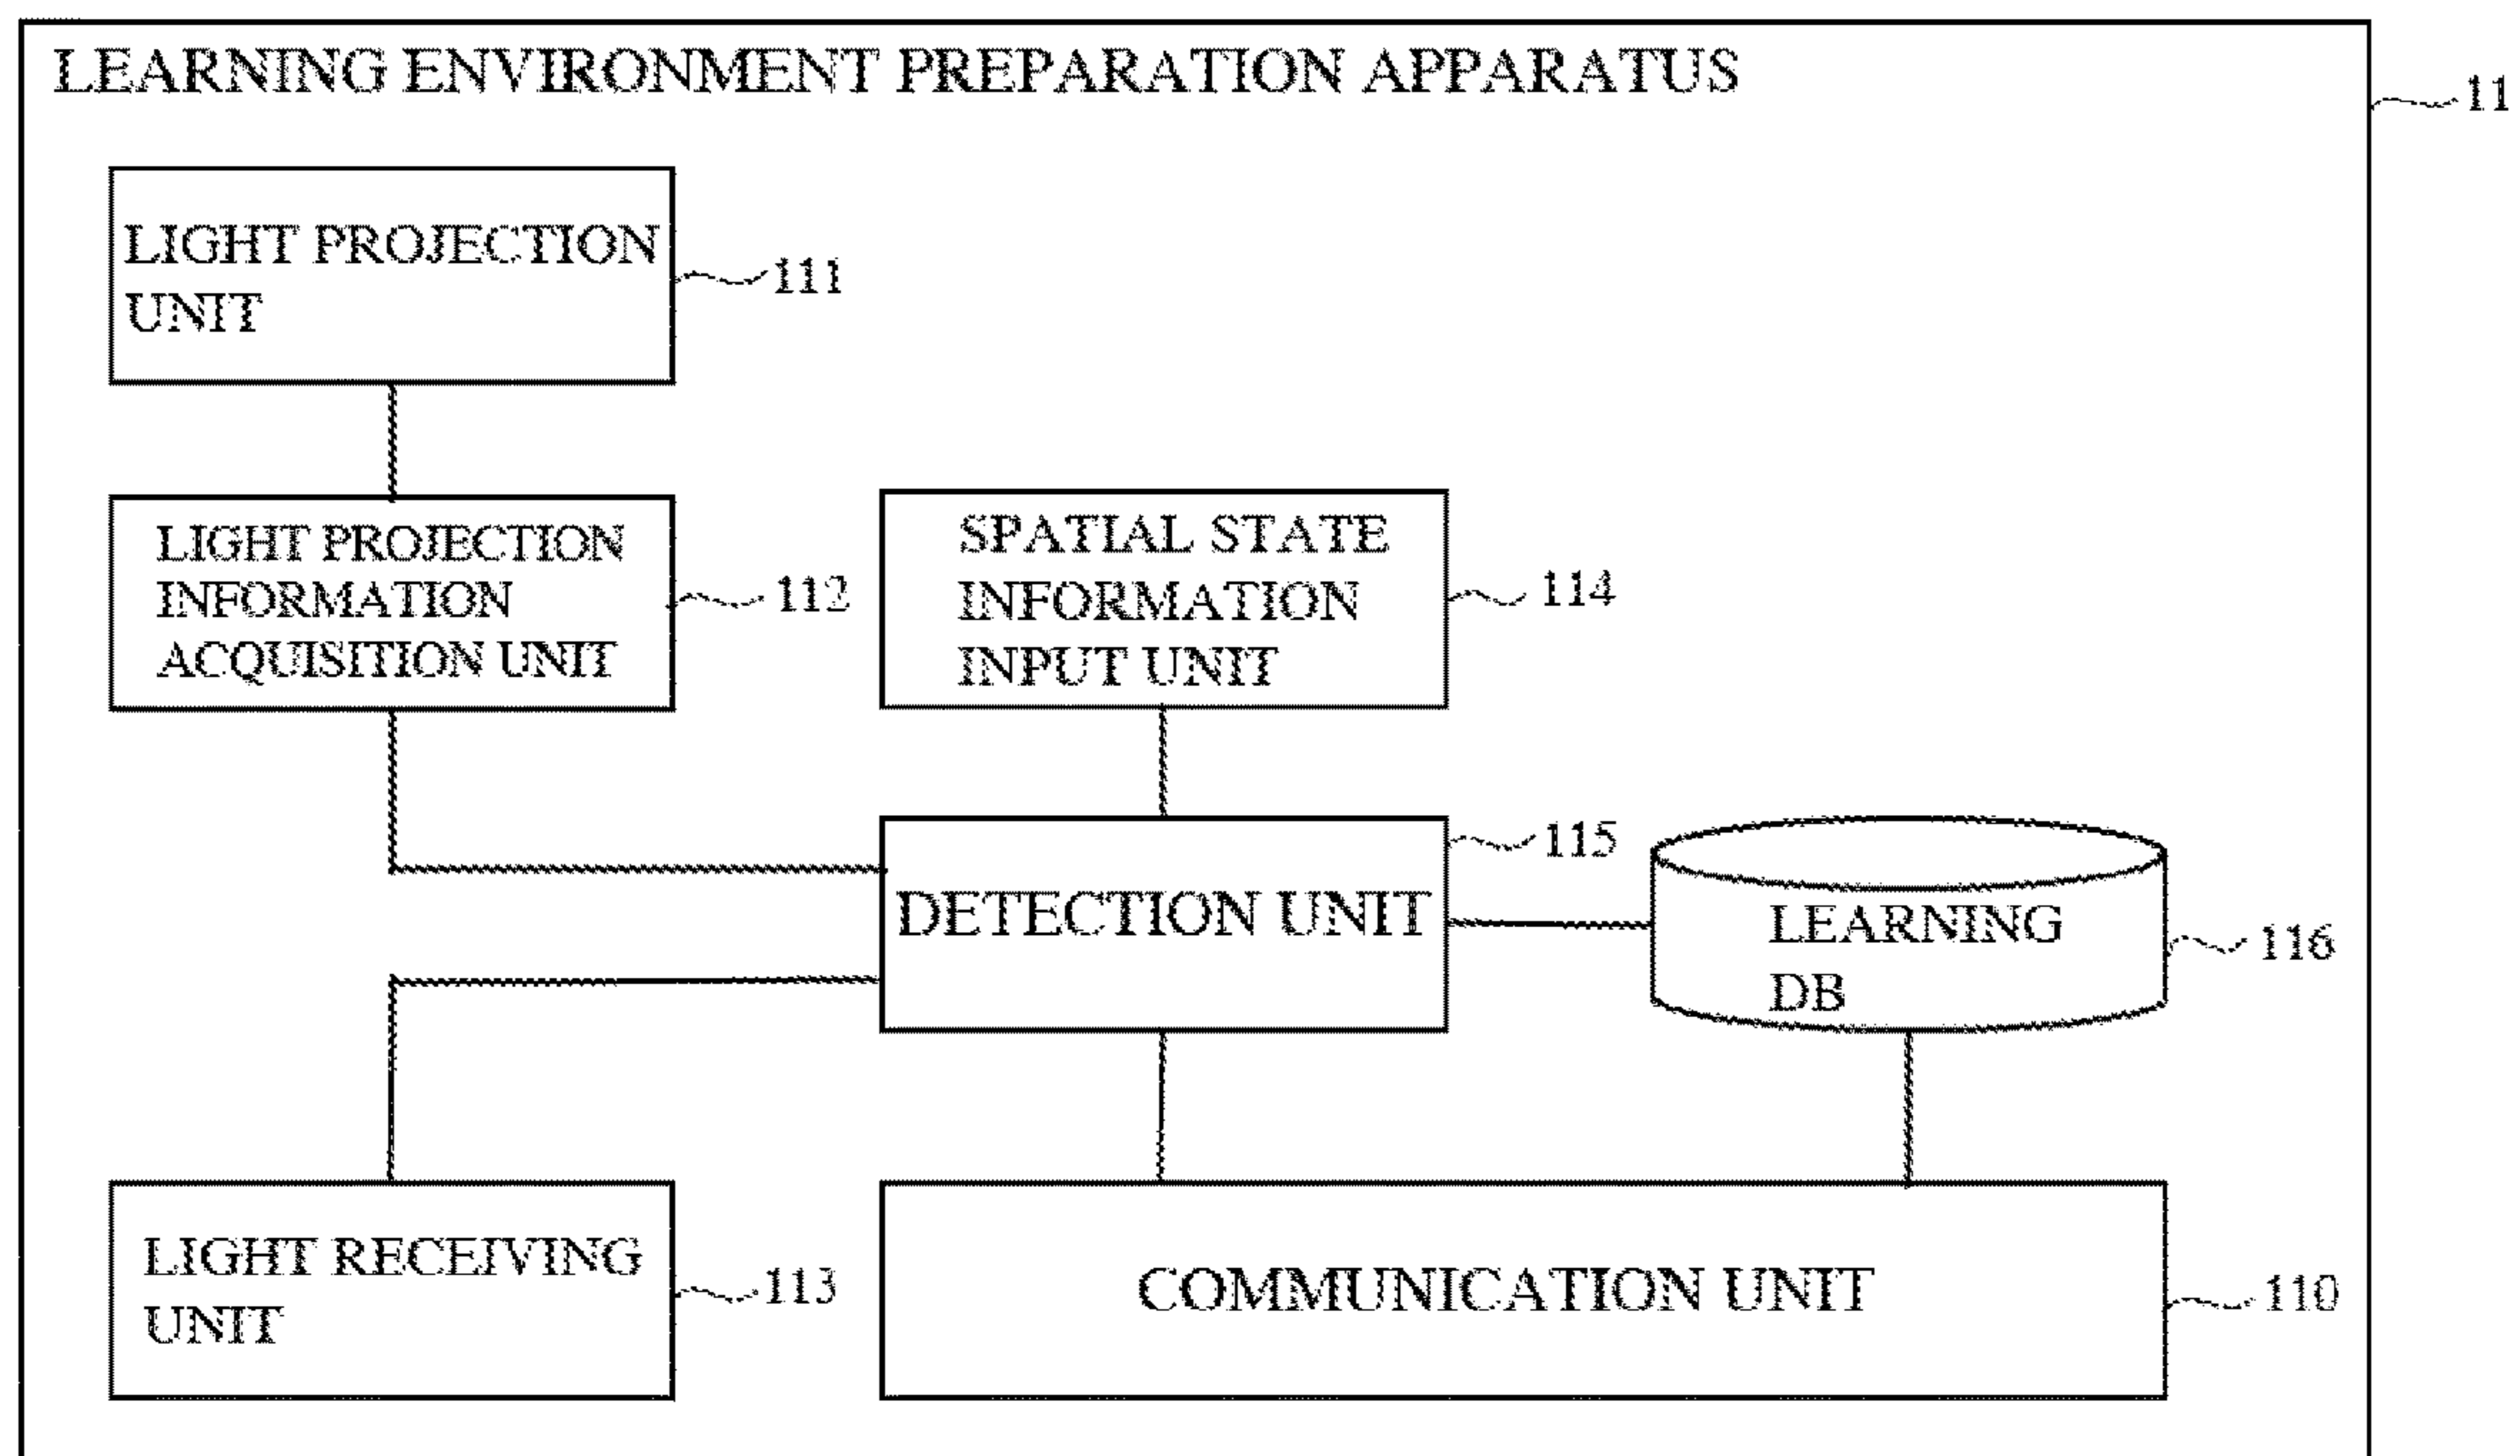 LEARNING ENVIRONMENT PREPARATION APPARATUS
11
LIGHT PROJECTION
UNIT
111
LIGHT PROJECTION
INFORMATION
ACQUISITION UNIT
112
SPATIAL STATE
INFORMATION
INPUT UNIT
114
DETECTION UNIT
115
LEARNING
DB
116
LIGHT RECEIVING
UNIT
113
COMMUNICATION UNIT
110